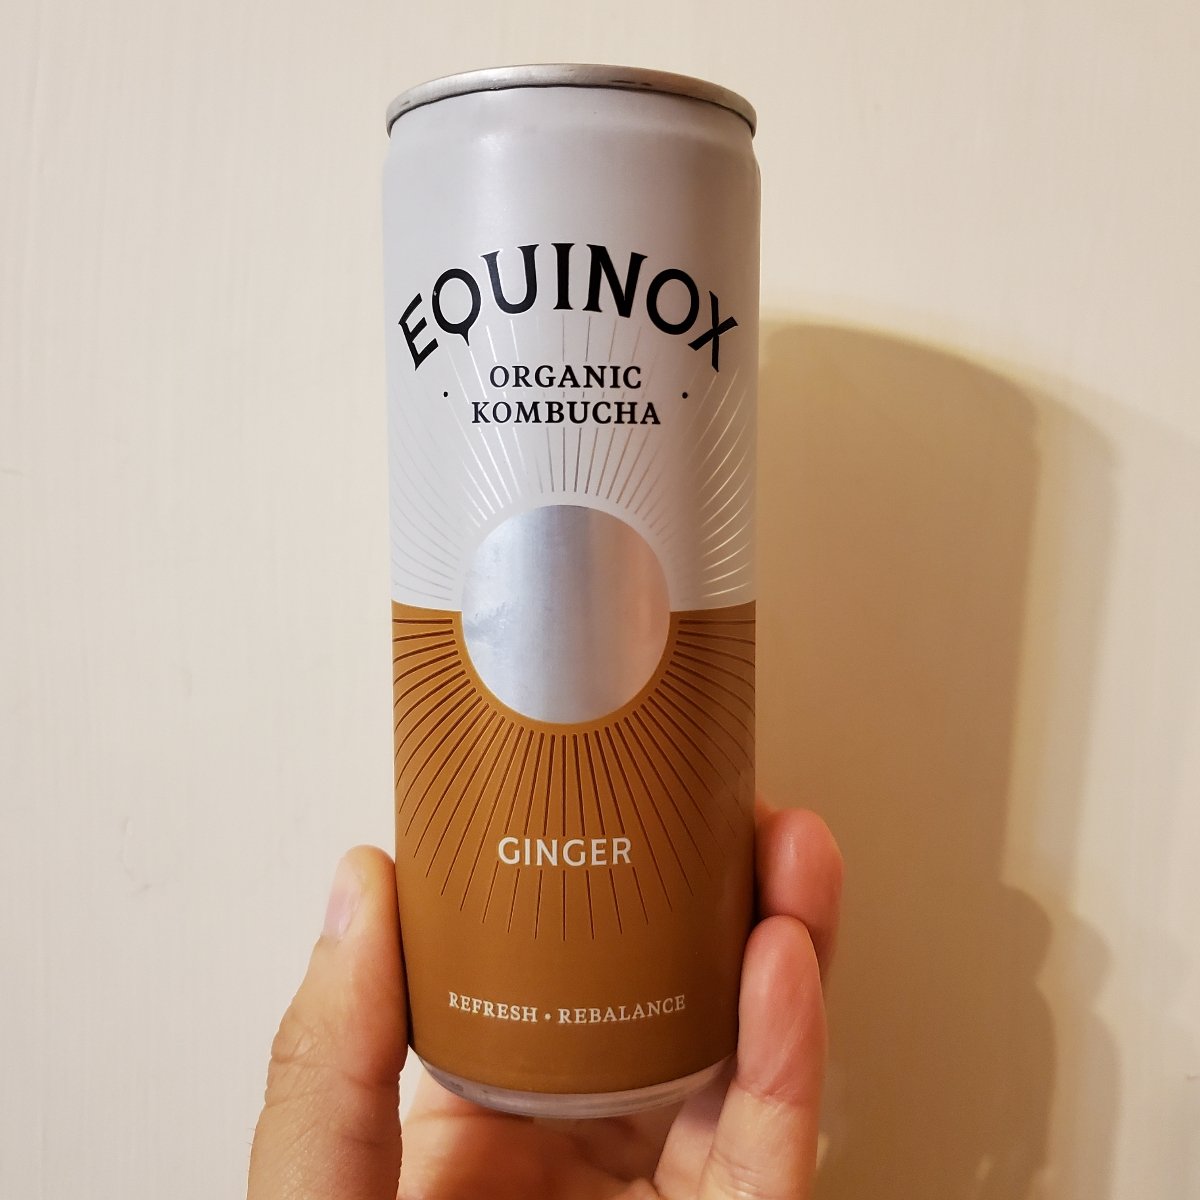 EQUINOX
ORGANIC
· KOMBUCHA ·
GINGER
REFRESH • REBALANCE